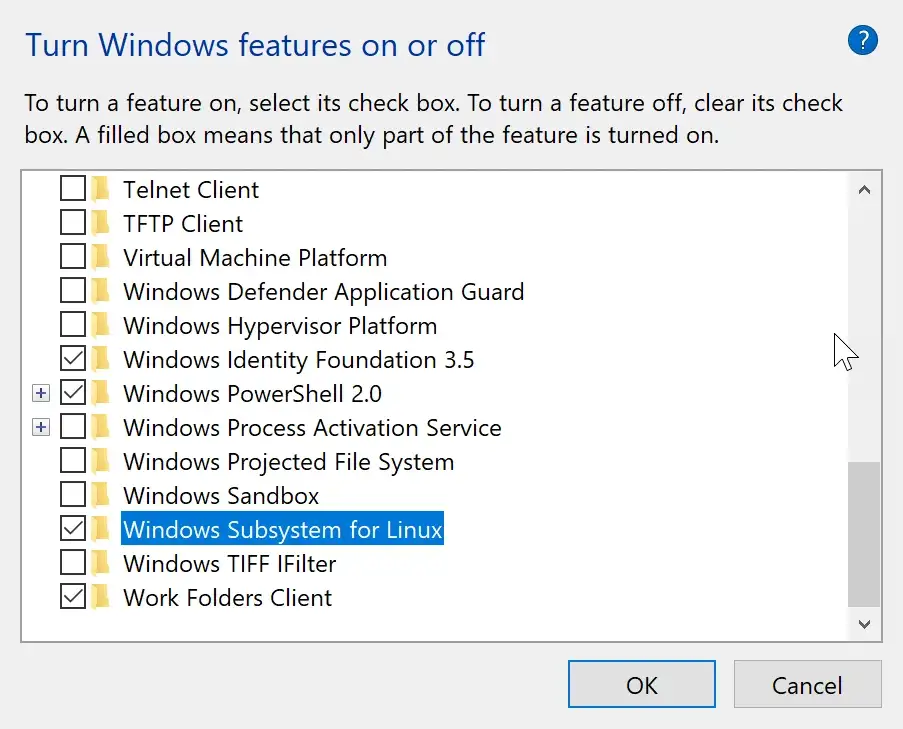 Turn Windows features on or off
?
To turn a feature on, select its check box. To turn a feature off, clear its check
box. A filled box means that only part of the feature is turned on.
Telnet Client
TFTP Client
Virtual Machine Platform
Windows Defender Application Guard
Windows Hypervisor Platform
Windows Identity Foundation 3.5
Windows PowerShell 2.0
Windows Process Activation Service
Windows Projected File System
Windows Sandbox
Windows Subsystem for Linux
Windows TIFF IFilter
Work Folders Client
OK
Cancel